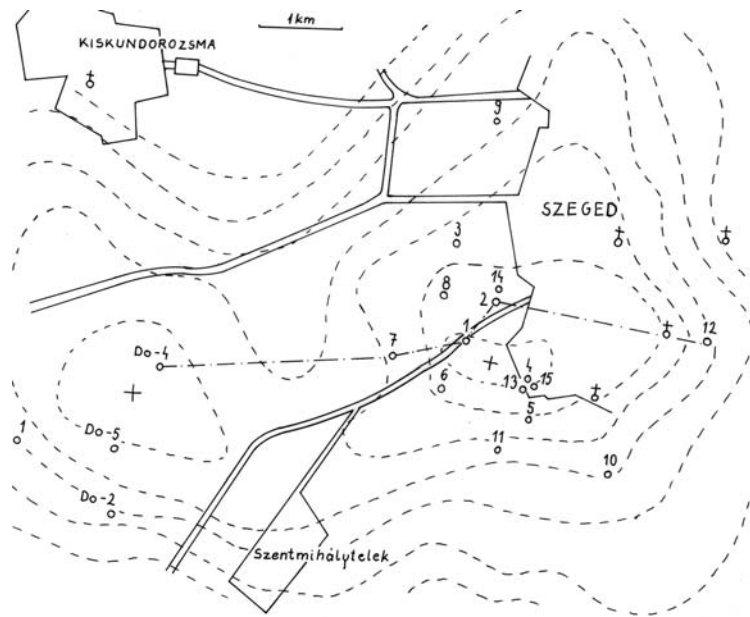 1km
KISKUNDOROZSMA
9
SZEGED
3
14
8
2
1
12
7
Do-4
6
4
13
15
5
1
Do-5
11
10
Do-2
Szentmihálytelek